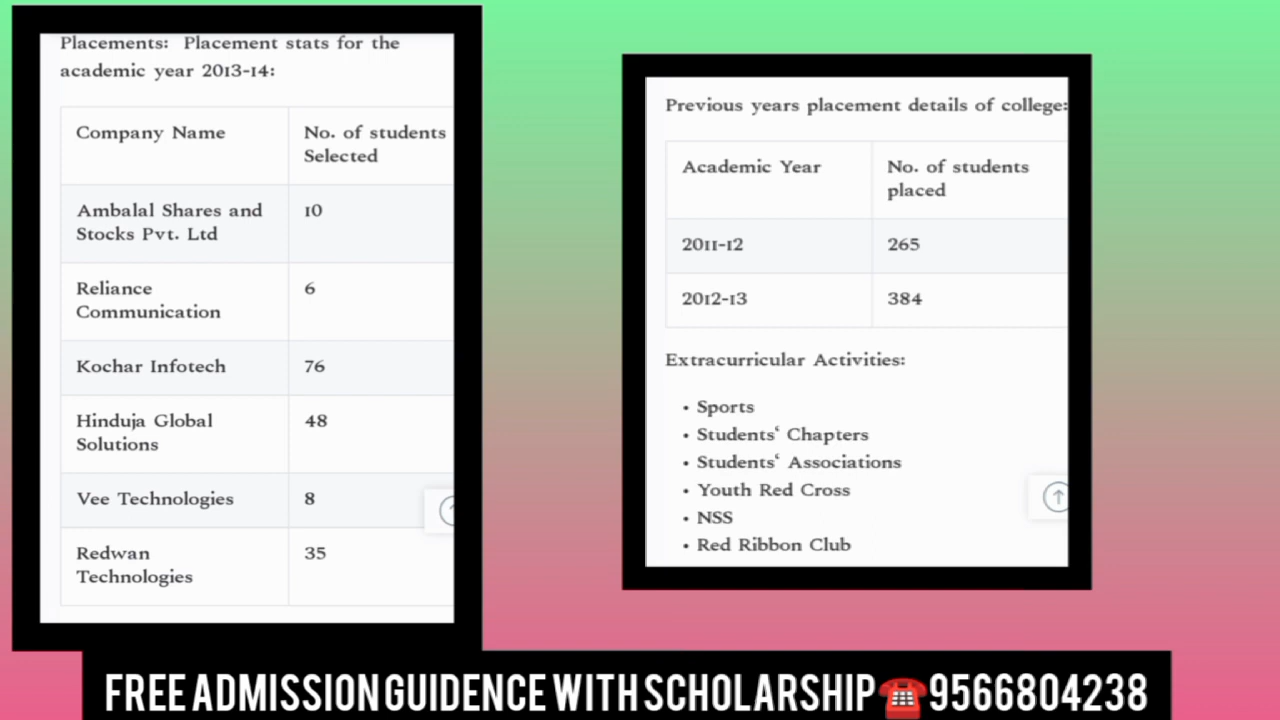 Placements: Placement stats for the
academic year 2013-14:
Company Name
No. of students
Selected
Ambalal Shares and
Stocks Pvt. Ltd
10
Reliance
Communication
6
Kochar Infotech
76
Hinduja Global
Solutions
48
Vee Technologies
8
Redwan
Technologies
35
Previous years placement details of college:
Academic Year
No. of students
placed
2011-12
265
2012-13
384
Extracurricular Activities:
• Sports
• Students‘ Chapters
• Students‘ Associations
• Youth Red Cross
• NSS
• Red Ribbon Club
FREE ADMISSION GUIDENCE WITH SCHOLARSHIP☎️9566804238